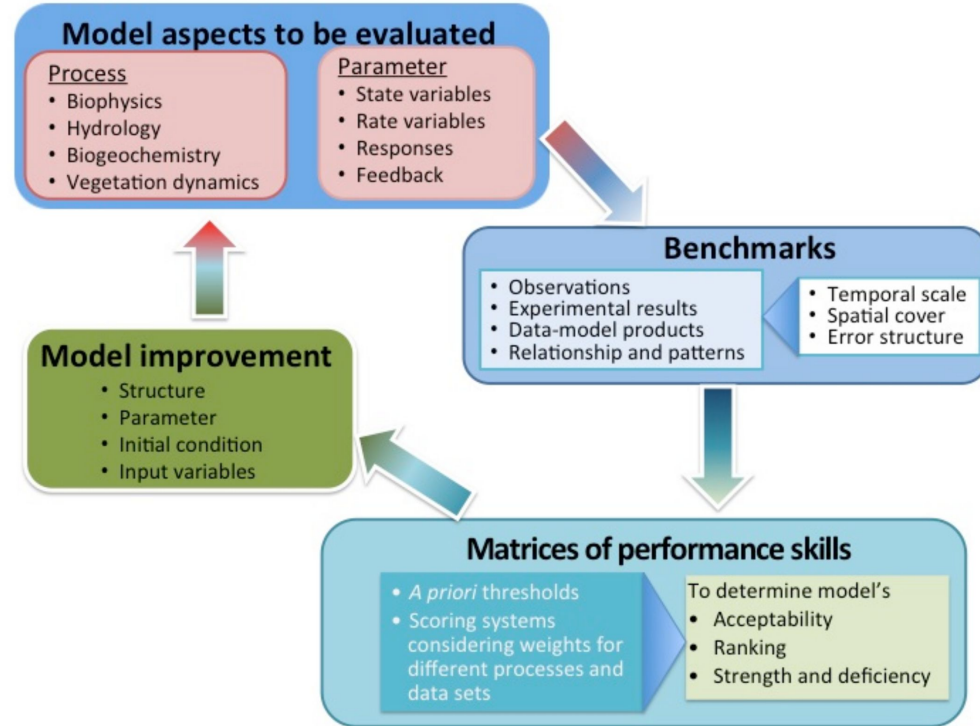 Model aspects to be evaluated
Process
• Biophysics
• Hydrology
• Biogeochemistry
• Vegetation dynamics
Parameter
• State variables
• Rate variables
• Responses
• Feedback
Benchmarks
• Observations
• Experimental results
• Data-model products
• Relationship and patterns
• Temporal scale
• Spatial cover
• Error structure
Matrices of performance skills
• A priori thresholds
• Scoring systems
considering weights for
different processes and
data sets
To determine model's
• Acceptability
• Ranking
• Strength and deficiency
Model improvement
• Structure
• Parameter
• Initial condition
• Input variables